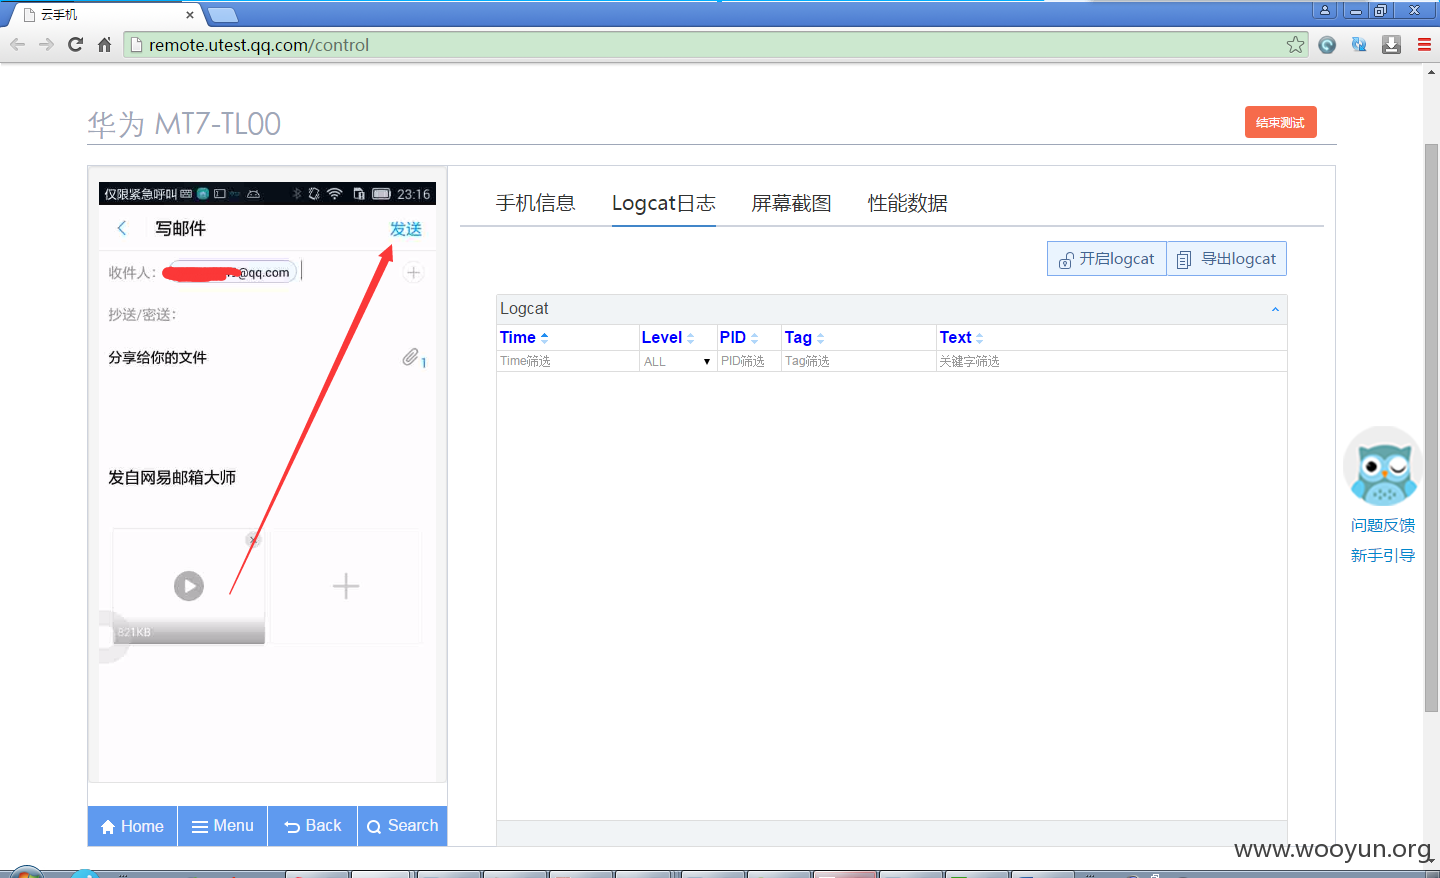 云手机
remote.utest.qq.com/control
华为 MT7-TL00
结束测试
仅限紧急呼叫
23:16
写邮件
发送
收件人：
@qq.com
抄送/密送：
分享给你的文件
1
发自网易邮箱大师
821KB
Home
Menu
Back
Search
手机信息
Logcat日志
屏幕截图
性能数据
开启logcat
导出logcat
Logcat
Time
Level
PID
Tag
Text
Time筛选
ALL
PID筛选
Tag筛选
关键字筛选
问题反馈
新手引导
www.wooyun.org